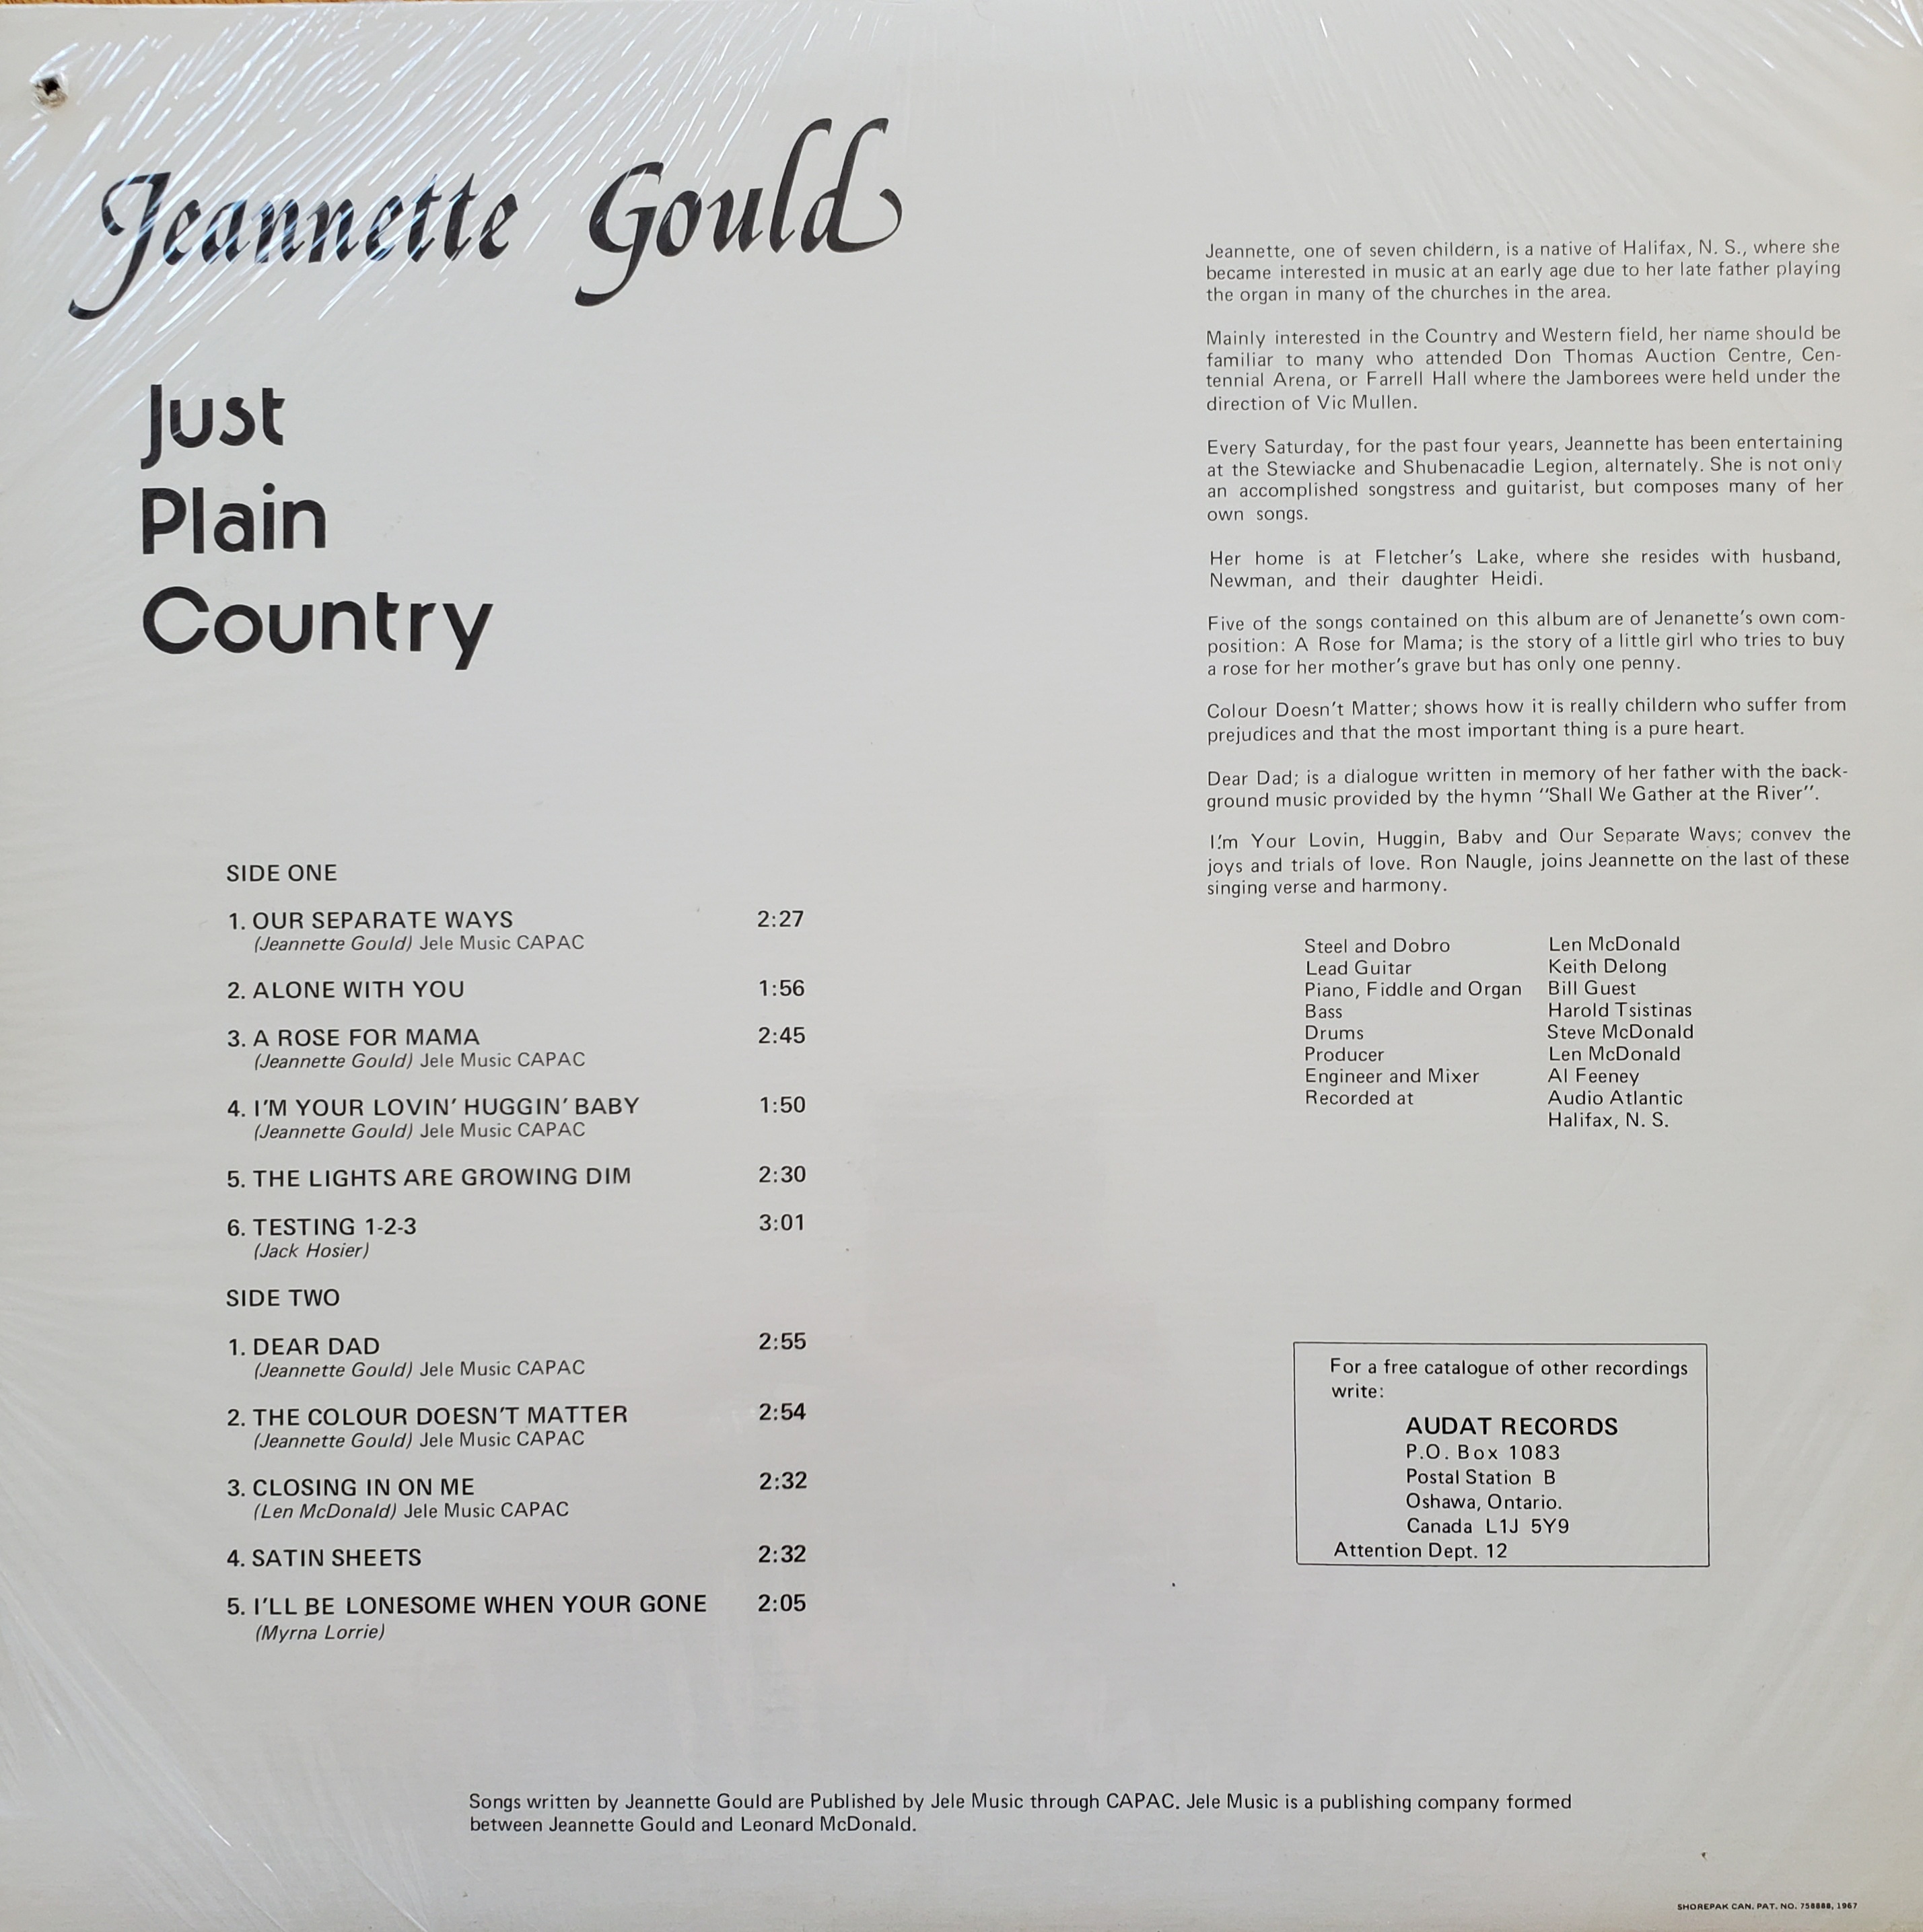 Jeannette Gould
Just
Plain
Country
SIDE ONE
1. OUR SEPARATE WAYS 2:27
(Jeannette Gould) Jele Music CAPAC
2. ALONE WITH YOU 1:56
3. A ROSE FOR MAMA 2:45
(Jeannette Gould) Jele Music CAPAC
4. I'M YOUR LOVIN' HUGGIN' BABY 1:50
(Jeannette Gould) Jele Music CAPAC
5. THE LIGHTS ARE GROWING DIM 2:30
6. TESTING 1-2-3 3:01
(Jack Hosier)
SIDE TWO
1. DEAR DAD 2:55
(Jeannette Gould) Jele Music CAPAC
2. THE COLOUR DOESN'T MATTER 2:54
(Jeannette Gould) Jele Music CAPAC
3. CLOSING IN ON ME 2:32
(Len McDonald) Jele Music CAPAC
4. SATIN SHEETS 2:32
5. I'LL BE LONESOME WHEN YOUR GONE 2:05
(Myrna Lorrie)
Jeannette, one of seven childern, is a native of Halifax, N. S., where she
became interested in music at an early age due to her late father playing
the organ in many of the churches in the area.
Mainly interested in the Country and Western field, her name should be
familiar to many who attended Don Thomas Auction Centre, Cen-
tennial Arena, or Farrell Hall where the Jamborees were held under the
direction of Vic Mullen.
Every Saturday, for the past four years, Jeannette has been entertaining
at the Stewiacke and Shubenacadie Legion, alternately. She is not only
an accomplished songstress and guitarist, but composes many of her
own songs.
Her home is at Fletcher's Lake, where she resides with husband,
Newman, and their daughter Heidi.
Five of the songs contained on this album are of Jenanette's own com-
position: A Rose for Mama; is the story of a little girl who tries to buy
a rose for her mother's grave but has only one penny.
Colour Doesn't Matter; shows how it is really childern who suffer from
prejudices and that the most important thing is a pure heart.
Dear Dad; is a dialogue written in memory of her father with the back-
ground music provided by the hymn "Shall We Gather at the River".
I'm Your Lovin, Huggin, Baby and Our Separate Ways; convey the
joys and trials of love. Ron Naugle, joins Jeannette on the last of these
singing verse and harmony.
Steel and Dobro Len McDonald
Lead Guitar Keith Delong
Piano, Fiddle and Organ Bill Guest
Bass Harold Tsistinas
Drums Steve McDonald
Producer Len McDonald
Engineer and Mixer Al Feeney
Recorded at Audio Atlantic
Halifax, N. S.
For a free catalogue of other recordings
write:
AUDAT RECORDS
P.O. Box 1083
Postal Station B
Oshawa, Ontario.
Canada L1J 5Y9
Attention Dept. 12
Songs written by Jeannette Gould are Published by Jele Music through CAPAC. Jele Music is a publishing company formed
between Jeannette Gould and Leonard McDonald.
SHOREPAK CAN. PAT. NO. 758888, 1967